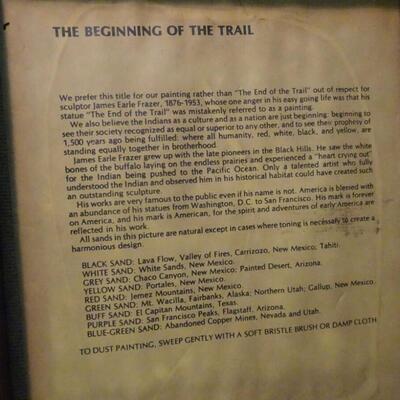 THE BEGINNING OF THE TRAIL
We prefer this title for our painting rather than "The End of the Trail" out of respect for
sculptor James Earle Frazer, 1876-1953, whose one anger in his easy going life was that his
statue "The End of the Trail" was mistakenly referred to as a painting.
We also believe the Indians as a culture and as a nation are just beginning: beginning to
see their society recognized as equal or superior to any other, and to see their prophecy of
1,500 years ago being fulfilled: where all humanity, red, white, black, and yellow, are
standing equally together in brotherhood.
James Earle Frazer grew up with the late pioneers in the Black Hills. He saw the white
bones of the buffalo laying on the endless prairies and experienced a "heart crying out"
for the Indian being pushed to the Pacific Ocean. Only a talented artist who fully
understood the Indian and observed him in his historical habitat could have created such
an outstanding sculpture.
His works are very famous to the public even if his name is not. America is blessed with
an abundance of his statues from Washington, D.C. to San Francisco. His mark is forever
on America, and his mark is American, for the spirit and adventures of early America are
reflected in his work.
All sands in this picture are natural except in cases where toning is necessary to create a
harmonious design.
BLACK SAND: Lava Flow, Valley of Fires, Carrizozo, New Mexico; Tahiti.
WHITE SAND: White Sands, New Mexico.
GREY SAND: Chaco Canyon, New Mexico; Painted Desert, Arizona.
YELLOW SAND: Portales, New Mexico.
RED SAND: Jemez Mountains, New Mexico
GREEN SAND: Mt. Wacilla, Fairbanks, Alaska; Northern Utah; Gallup, New Mexico.
BUFF SAND: El Capitan Mountains, Texas.
PURPLE SAND: San Francisco Peaks, Flagstaff, Arizona.
BLUE-GREEN SAND: Abandoned Copper Mines, Nevada and Utah.
TO DUST PAINTING, SWEEP GENTLY WITH A SOFT BRISTLE BRUSH OR DAMP CLOTH